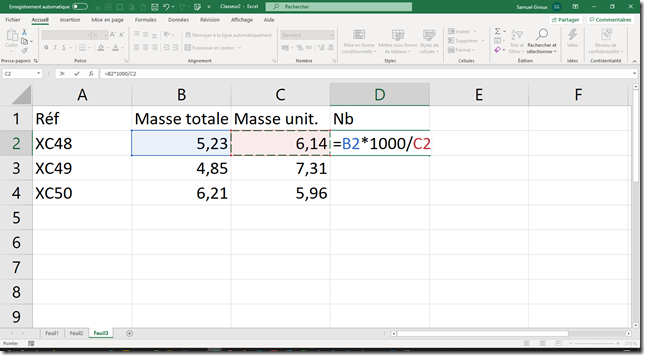 Enregistrement automatique
Classeur2 - Excel
Rechercher
Samuel Giroux
SG
Fichier Accueil Insertion Mise en page Formules Données Révision Affichage Aide
Partager Commentaires
Coller
Renvoyer à la ligne automatiquement
Fusionner et centrer
Mise en forme conditionnelle
Mettre sous forme de tableau
Styles de cellules
Insérer
Supprimer
Format
Trier et filtrer
Rechercher et sélectionner
Idées
Niveau de confidentialité
Presse-papiers Police Alignement Nombre Styles Cellules Édition Idées Confidentialité
C2 =B2*1000/C2
A B C D E F
1 Réf Masse totale Masse unit. Nb
2 XC48 5,23 6,14 =B2*1000/C2
3 XC49 4,85 7,31
4 XC50 6,21 5,96
5
6
7
8
9
Feuil1 Feuil2 Feuil3
Pointer